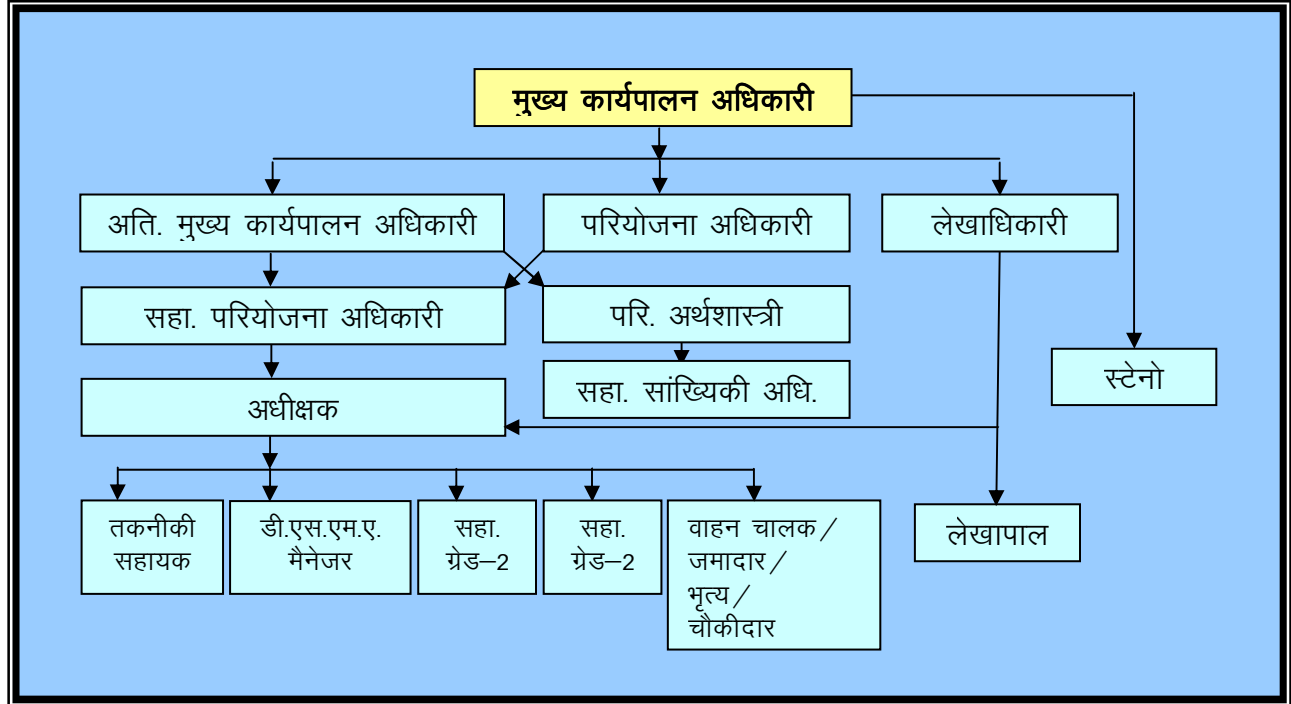 मुख्य कार्यपालन अधिकारी
अति. मुख्य कार्यपालन अधिकारी
परियोजना अधिकारी
लेखाधिकारी
सहा. परियोजना अधिकारी
परि. अर्थशास्त्री
स्टेनो
सहा. सांख्यिकी अधि.
अधीक्षक
तकनीकी
सहायक
डी.एस.एम.ए.
मैनेजर
सहा.
ग्रेड–2
सहा.
ग्रेड–2
वाहन चालक/
जमादार/
भृत्य/
चौकीदार
लेखापाल